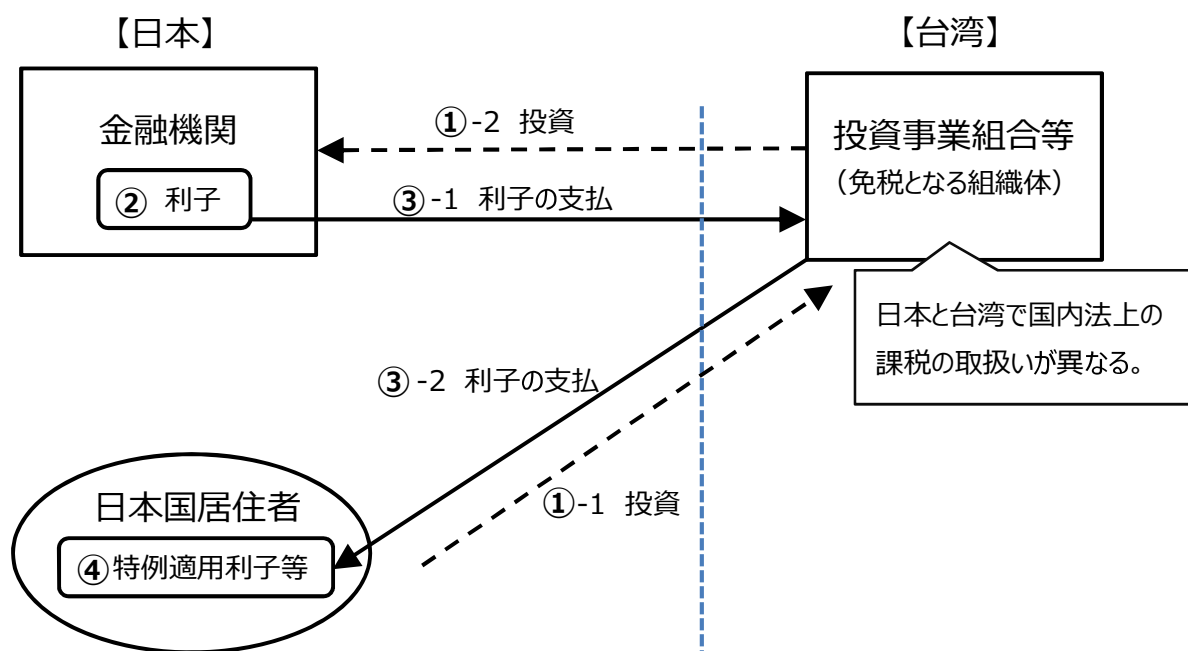 【日本】
【台湾】
金融機関
② 利子
①-2 投資
③-1 利子の支払
投資事業組合等
（免税となる組織体）
日本と台湾で国内法上の
課税の取扱いが異なる。
③-2 利子の支払
①-1 投資
日本国居住者
④特例適用利子等